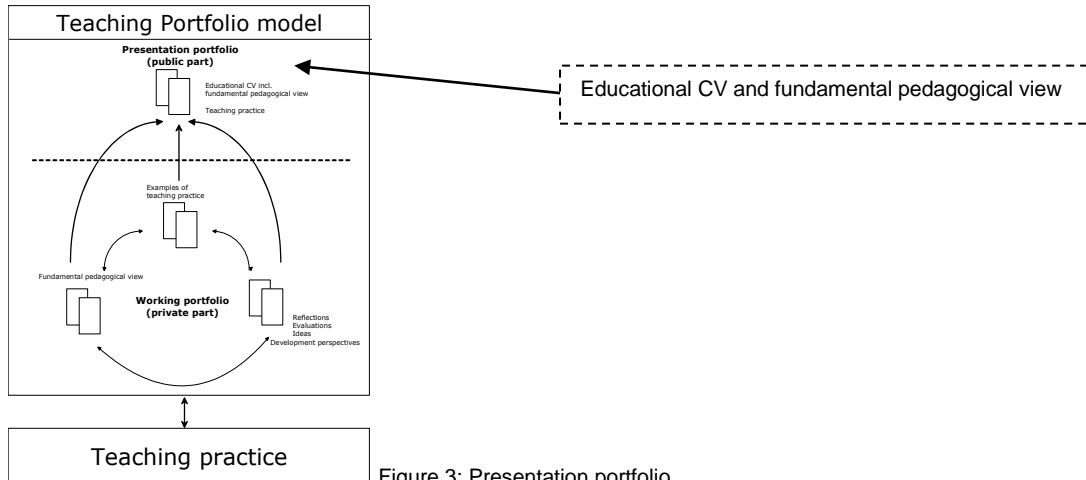 Teaching Portfolio model
Presentation portfolio
(public part)
Educational CV incl.
fundamental pedagogical view
Teaching practice
Educational CV and fundamental pedagogical view
Examples of
teaching practice
Fundamental pedagogical view
Working portfolio
(private part)
Reflections
Evaluations
Ideas
Development perspectives
Teaching practice
Figure 3: Presentation portfolio